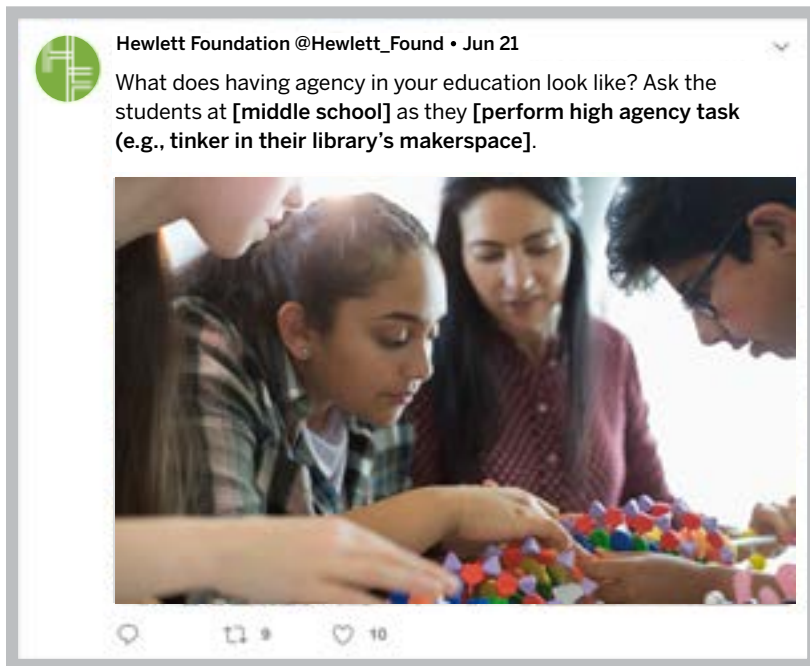 Hewlett Foundation @Hewlett_Found • Jun 21
What does having agency in your education look like? Ask the
students at [middle school] as they [perform high agency task
(e.g., tinker in their library’s makerspace].
9
10